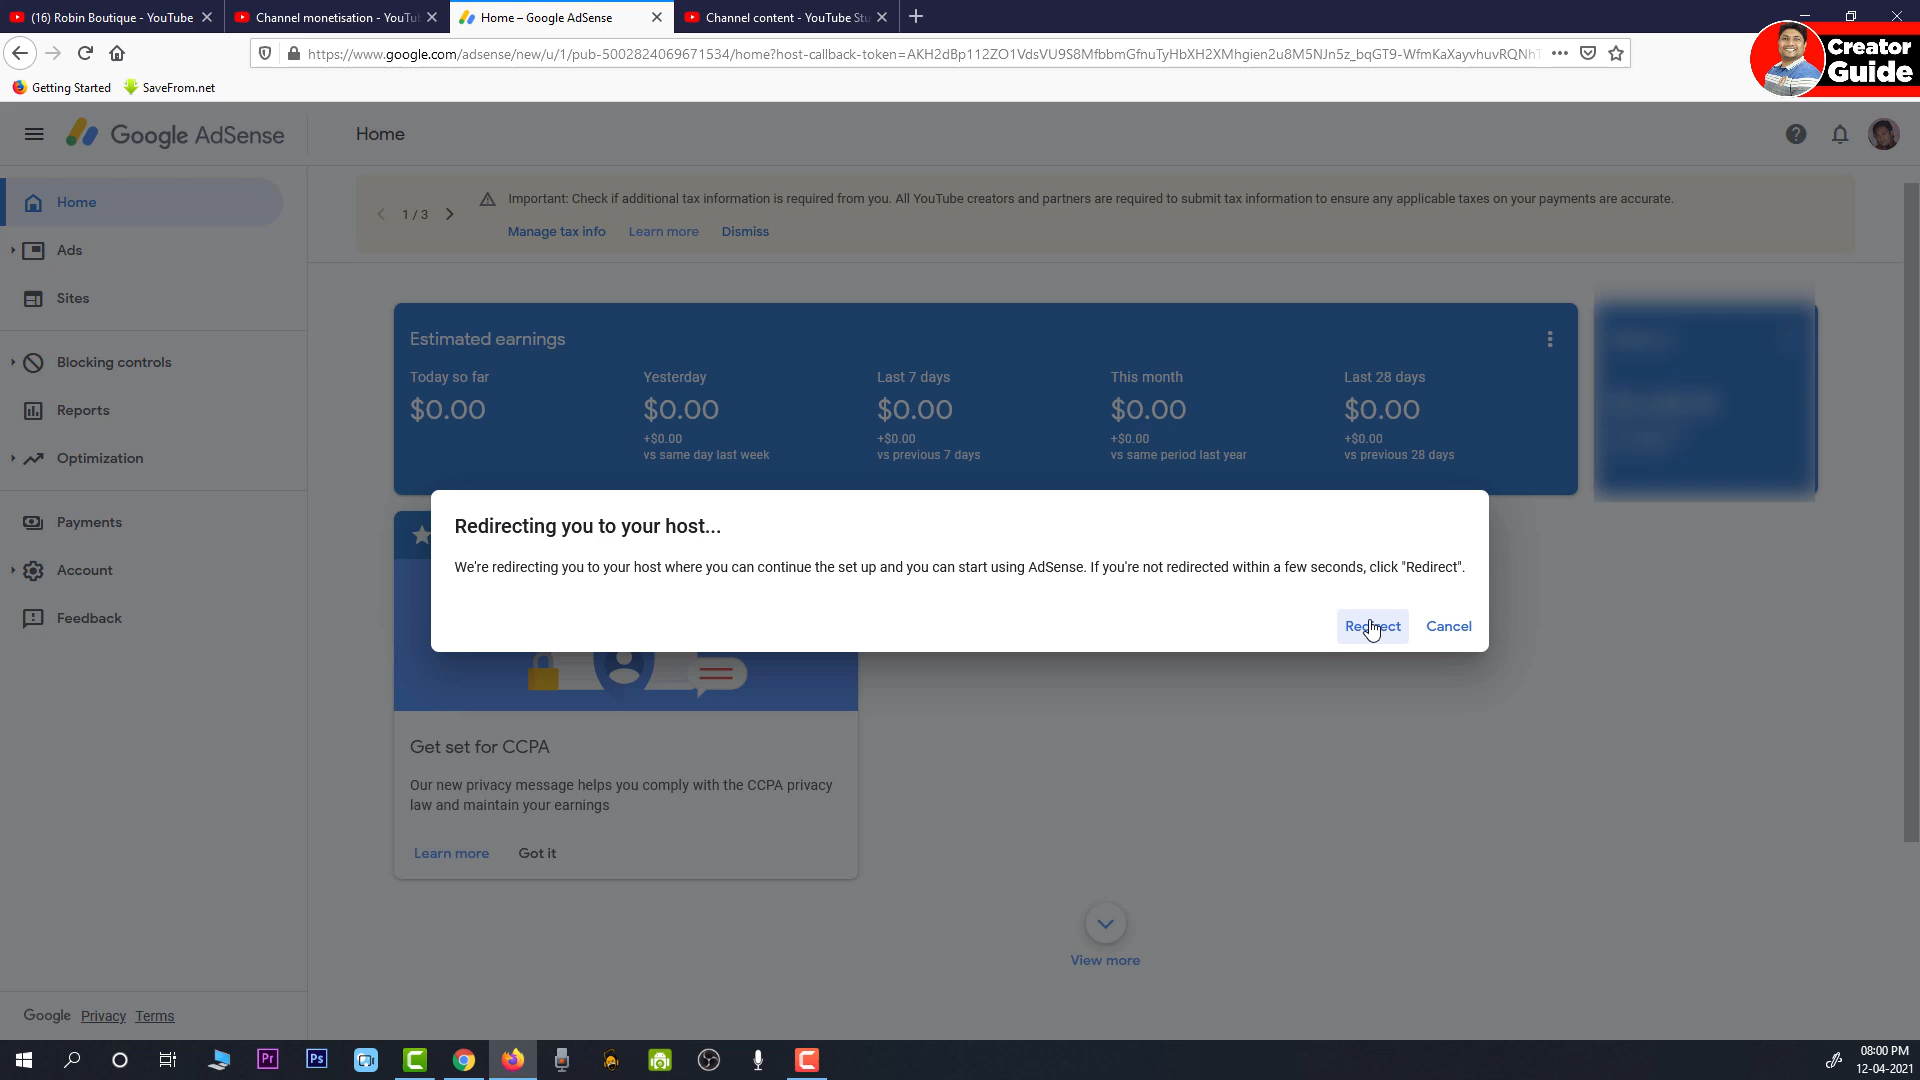 (16) Robin Boutique - YouTube
Channel monetisation - YouTu
Home – Google AdSense
Channel content - YouTube Stu
https://www.google.com/adsense/new/u/1/pub-5002824069671534/home?host-callback-token=AKH2dBp112ZO1VdsVU9S8MfbbmGfnuTyHbXH2XMhgien2u8M5NJn5z_bqGT9-WfmKaXayvhuvRQNhT
Creator
Guide
Getting Started
SaveFrom.net
Google AdSense
Home
Home
Ads
Sites
Blocking controls
Reports
Optimization
Payments
Account
Feedback
1 / 3
Important: Check if additional tax information is required from you. All YouTube creators and partners are required to submit tax information to ensure any applicable taxes on your payments are accurate.
Manage tax info
Learn more
Dismiss
Estimated earnings
Today so far
Yesterday
Last 7 days
This month
Last 28 days
$0.00
$0.00
$0.00
$0.00
$0.00
+$0.00
+$0.00
+$0.00
+$0.00
vs same day last week
vs previous 7 days
vs same period last year
vs previous 28 days
Redirecting you to your host...
We're redirecting you to your host where you can continue the set up and you can start using AdSense. If you're not redirected within a few seconds, click "Redirect".
Redirect
Cancel
Get set for CCPA
Our new privacy message helps you comply with the CCPA privacy
law and maintain your earnings
Learn more
Got it
View more
Google
Privacy
Terms
Pr
Ps
08:00 PM
12-04-2021